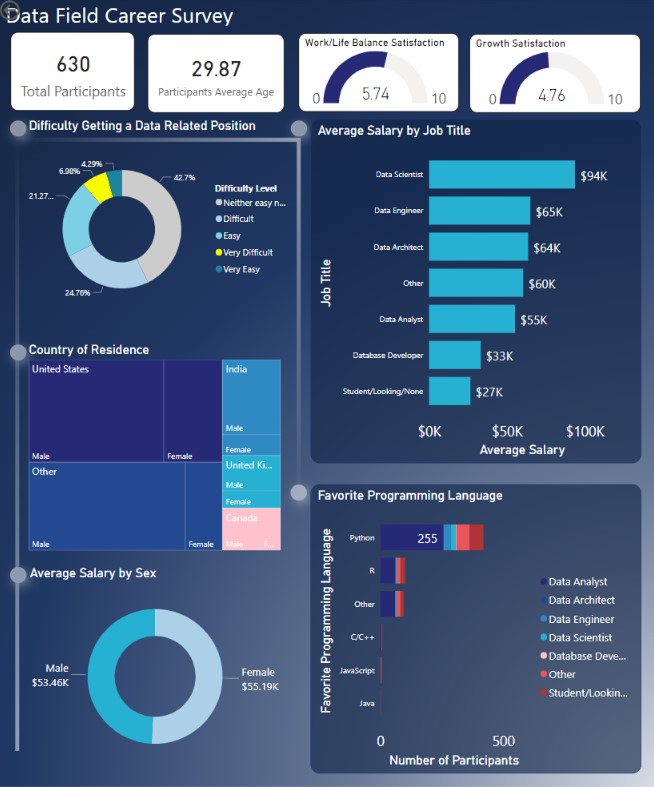 Data Field Career Survey
630
Total Participants
29.87
Participants Average Age
Work/Life Balance Satisfaction
0
5.74
10
Growth Satisfaction
0
4.76
10
Difficulty Getting a Data Related Position
4.29%
6.98%
42.7%
21.27...
24.76%
Difficulty Level
Neither easy n...
Difficult
Easy
Very Difficult
Very Easy
Average Salary by Job Title
Job Title
Data Scientist
$94K
Data Engineer
$65K
Data Architect
$64K
Other
$60K
Data Analyst
$55K
Database Developer
$33K
Student/Looking/None
$27K
$0K
$50K
$100K
Average Salary
Country of Residence
United States
Male
Female
India
Male
Female
Other
Male
Female
United Ki...
Male
Female
Canada
Male
F...
Favorite Programming Language
Favorite Programming Language
Python
255
R
Other
C/C++
JavaScript
Java
0
500
Number of Participants
Data Analyst
Data Architect
Data Engineer
Data Scientist
Database Deve...
Other
Student/Lookin...
Average Salary by Sex
Male
$53.46K
Female
$55.19K